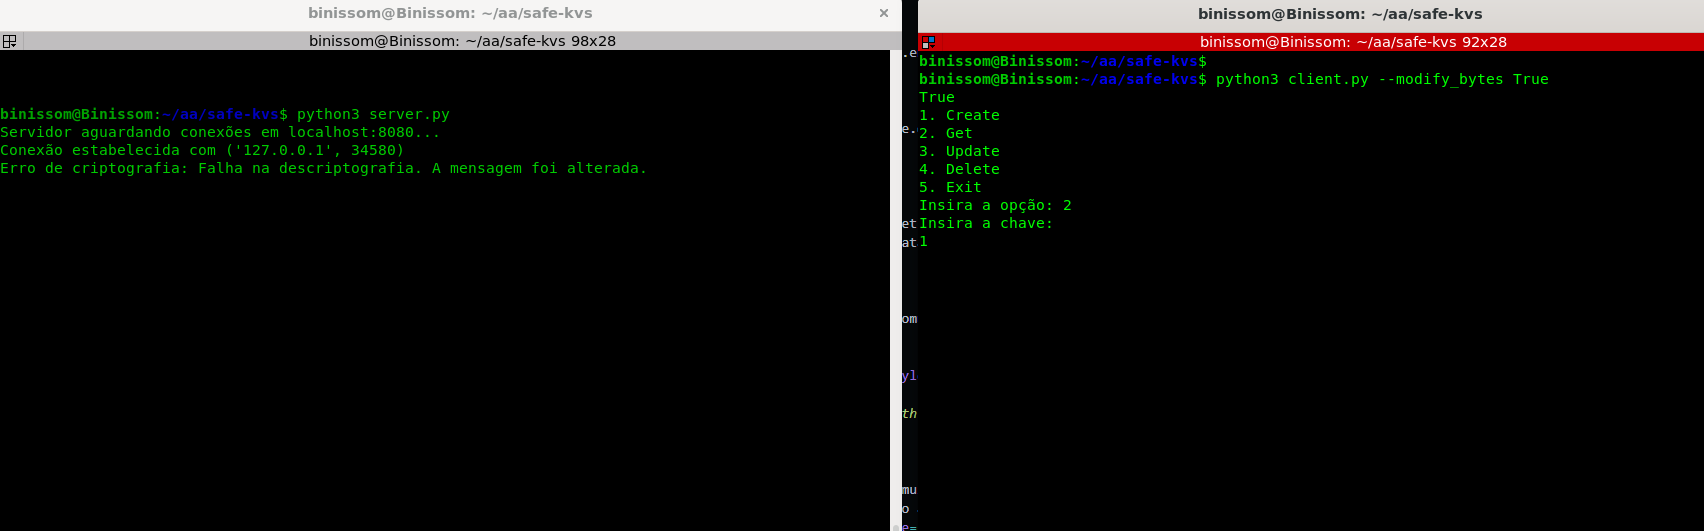 binissom@Binissom: ~/aa/safe-kvs
binissom@Binissom: ~/aa/safe-kvs 98x28
binissom@Binissom:~/aa/safe-kvs$ python3 server.py
Servidor aguardando conexões em localhost:8080...
Conexão estabelecida com ('127.0.0.1', 34580)
Erro de criptografia: Falha na descriptografia. A mensagem foi alterada.
.e
e.
et
at
om
yl
th
mu
o
e=
binissom@Binissom: ~/aa/safe-kvs
binissom@Binissom: ~/aa/safe-kvs 92x28
binissom@Binissom:~/aa/safe-kvs$
binissom@Binissom:~/aa/safe-kvs$ python3 client.py --modify_bytes True
True
1. Create
2. Get
3. Update
4. Delete
5. Exit
Insira a opção: 2
Insira a chave:
1